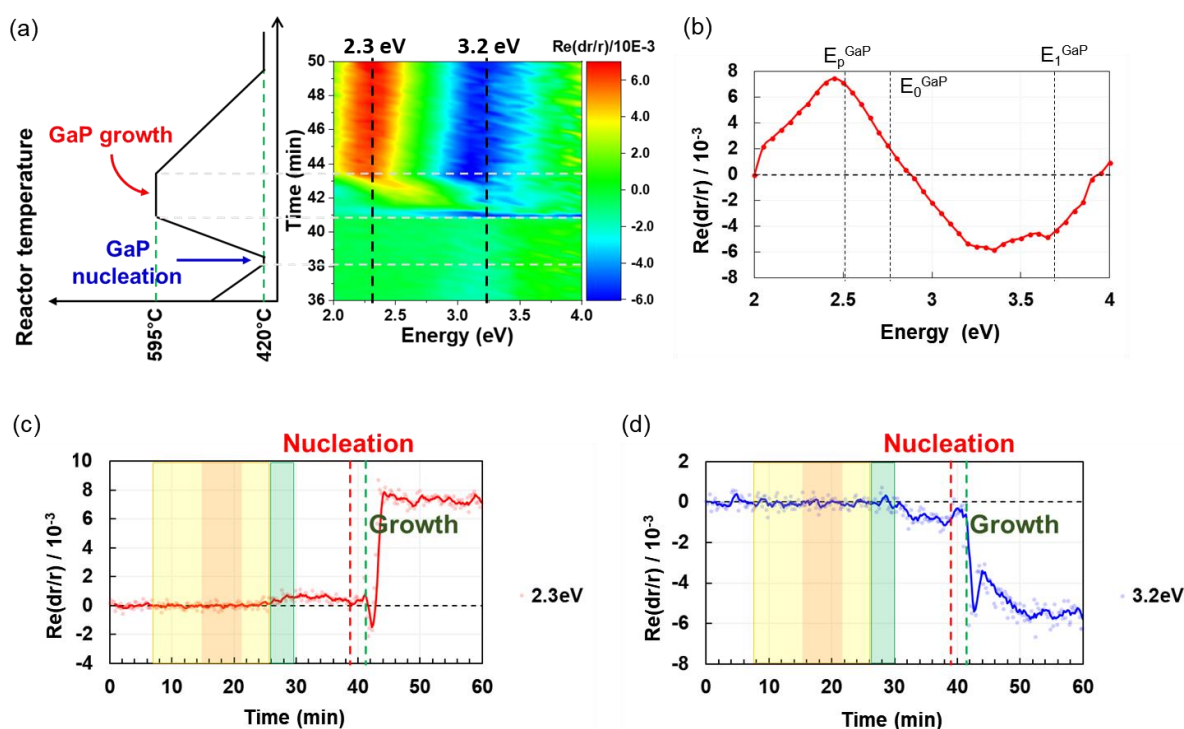 (a)
Reactor temperature
GaP growth
GaP
nucleation
595°C
420°C
2.3 eV
3.2 eV
Re(dr/r)/10E-3
Time (min)
50
48
46
44
42
40
38
36
2.0
2.5
3.0
3.5
4.0
Energy (eV)
6.0
4.0
2.0
0.0
-2.0
-4.0
-6.0
(b)
E_p^GaP
E_0^GaP
E_1^GaP
Re(dr/r) / 10^-3
8
6
4
2
0
-2
-4
-6
-8
2
2.5
3
3.5
4
Energy (eV)
(c)
Nucleation
Growth
Re(dr/r) / 10^-3
10
8
6
4
2
0
-2
-4
0
10
20
30
40
50
60
Time (min)
2.3eV
(d)
Nucleation
Growth
Re(dr/r) / 10^-3
2
0
-2
-4
-6
-8
0
10
20
30
40
50
60
Time (min)
3.2eV